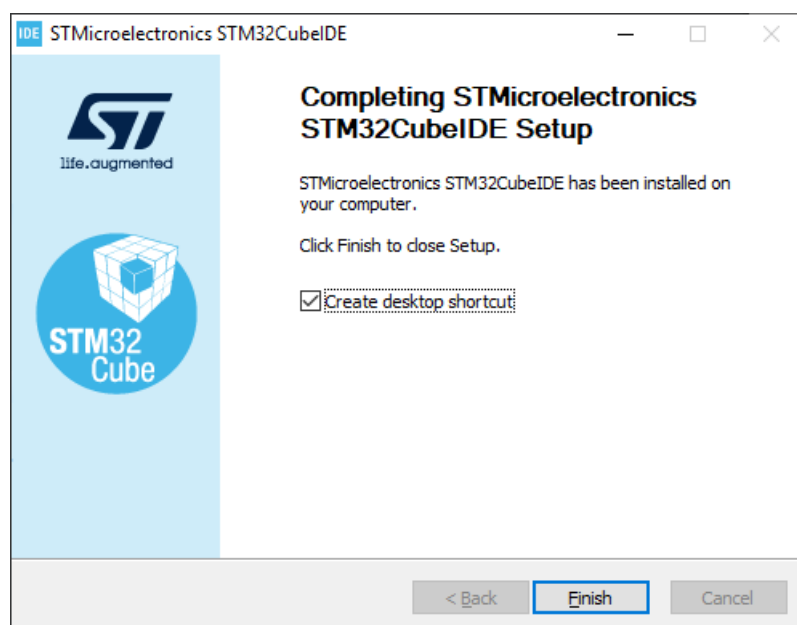 IDE STMicroelectronics STM32CubeIDE
ST
life.augmented
STM32
Cube
Completing STMicroelectronics
STM32CubeIDE Setup
STMicroelectronics STM32CubeIDE has been installed on
your computer.
Click Finish to close Setup.
Create desktop shortcut
< Back Finish Cancel